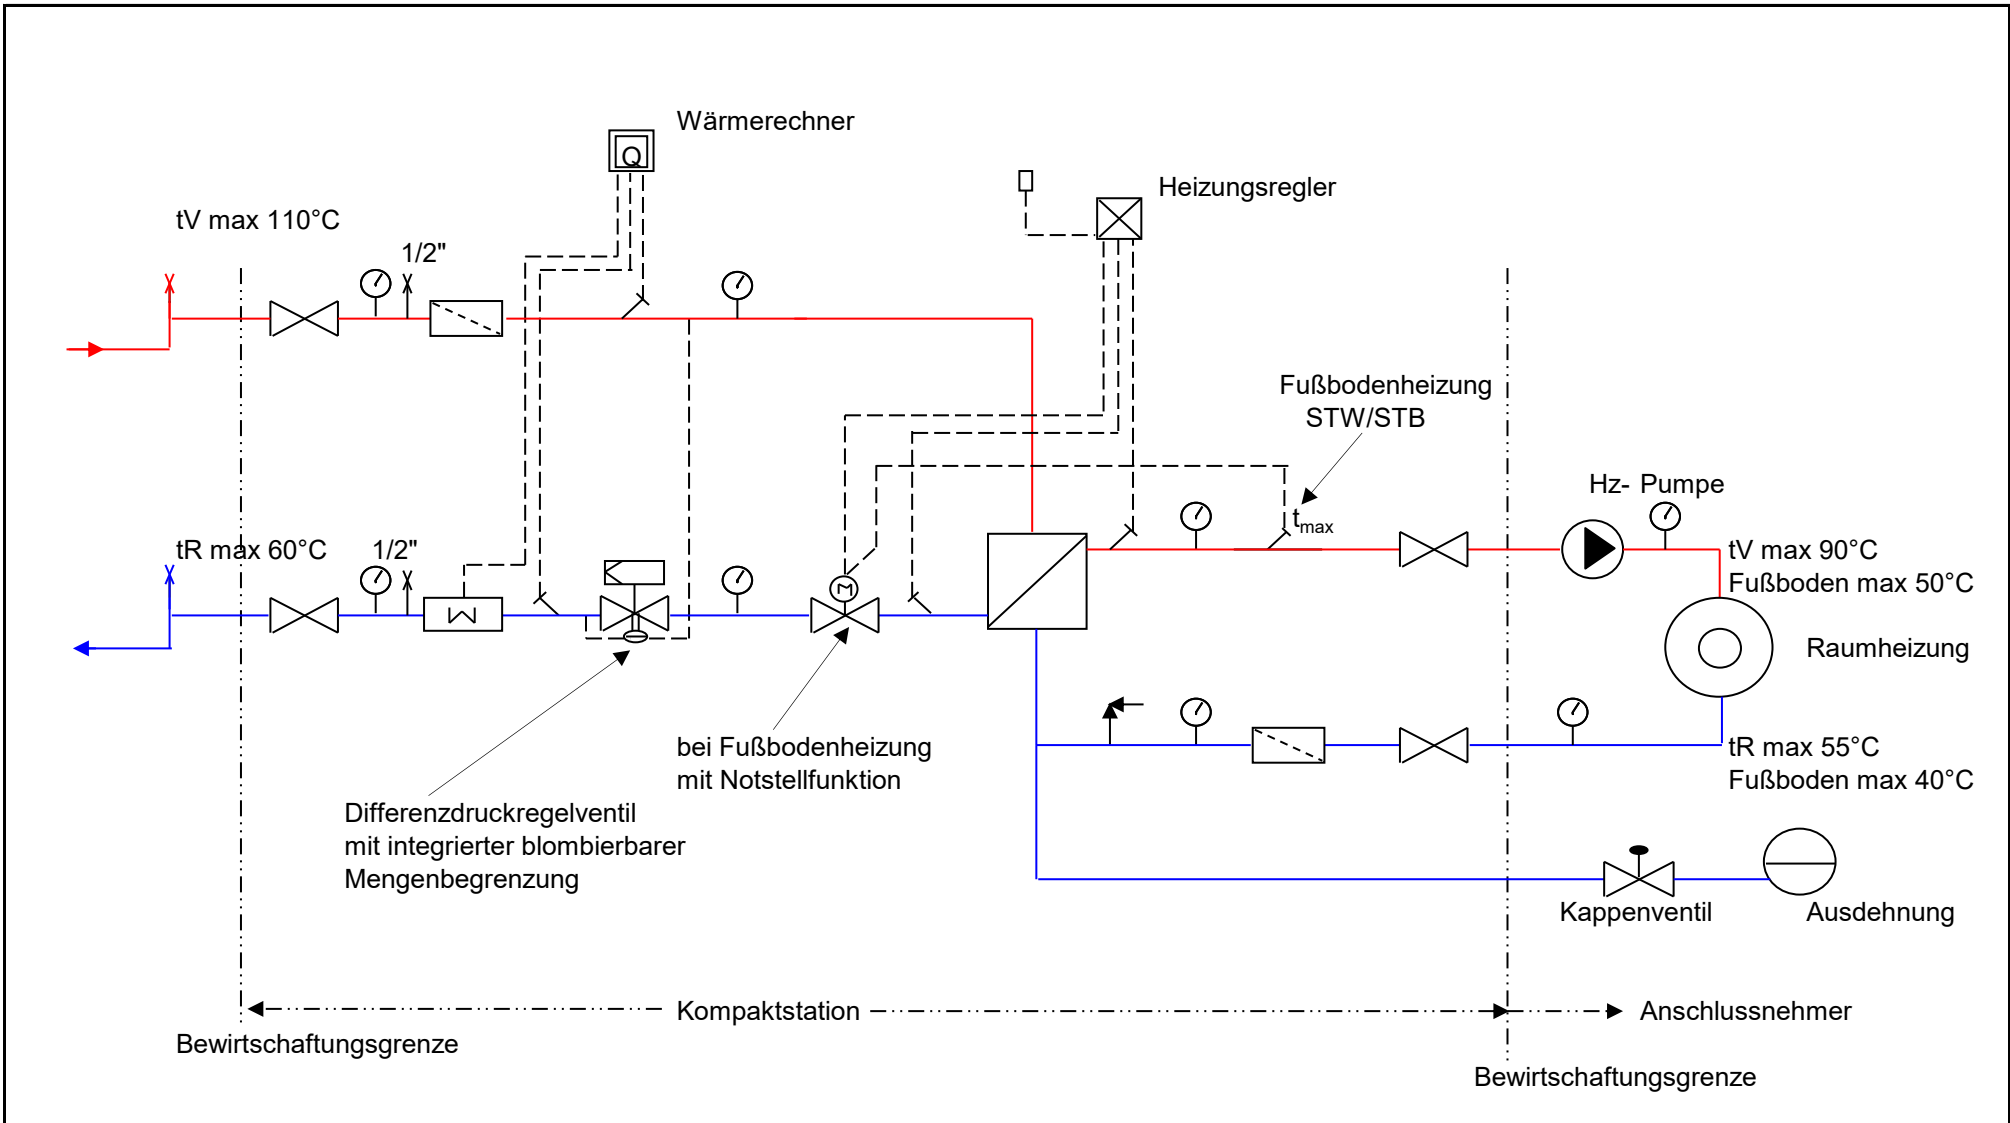 Wärmerechner
Q
Heizungsregler
tV max 110°C
1/2"
Fußbodenheizung
STW/STB
Hz- Pumpe
t max
tR max 60°C
1/2"
M
tV max 90°C
Fußboden max 50°C
Raumheizung
bei Fußbodenheizung
mit Notstellfunktion
tR max 55°C
Fußboden max 40°C
Differenzdruckregelventil
mit integrierter blombierbarer
Mengenbegrenzung
Kappenventil
Ausdehnung
Kompaktstation
Anschlussnehmer
Bewirtschaftungsgrenze
Bewirtschaftungsgrenze